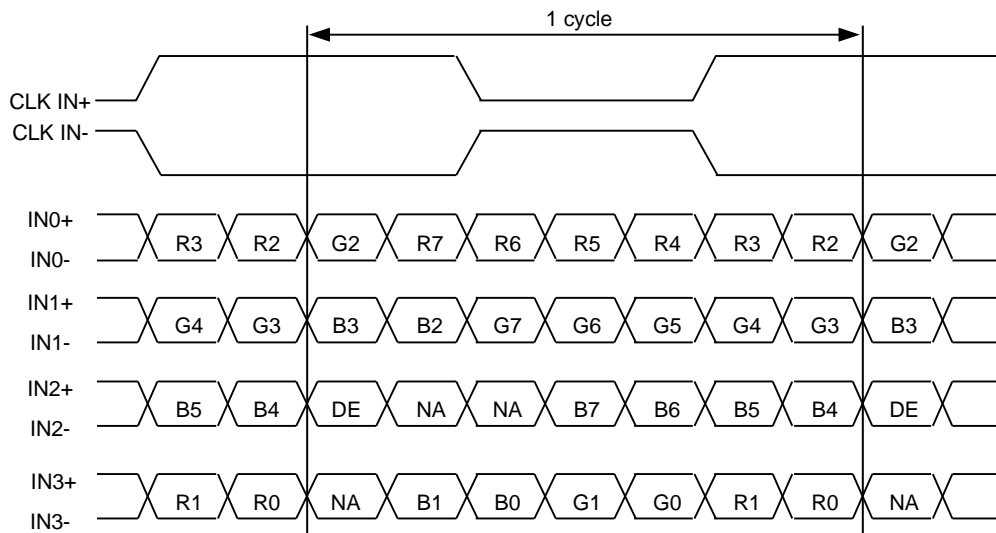 1 cycle
CLK IN+
CLK IN-
IN0+
R3 R2 G2 R7 R6 R5 R4 R3 R2 G2
IN0-
IN1+
G4 G3 B3 B2 G7 G6 G5 G4 G3 B3
IN1-
IN2+
B5 B4 DE NA NA B7 B6 B5 B4 DE
IN2-
IN3+
R1 R0 NA B1 B0 G1 G0 R1 R0 NA
IN3-